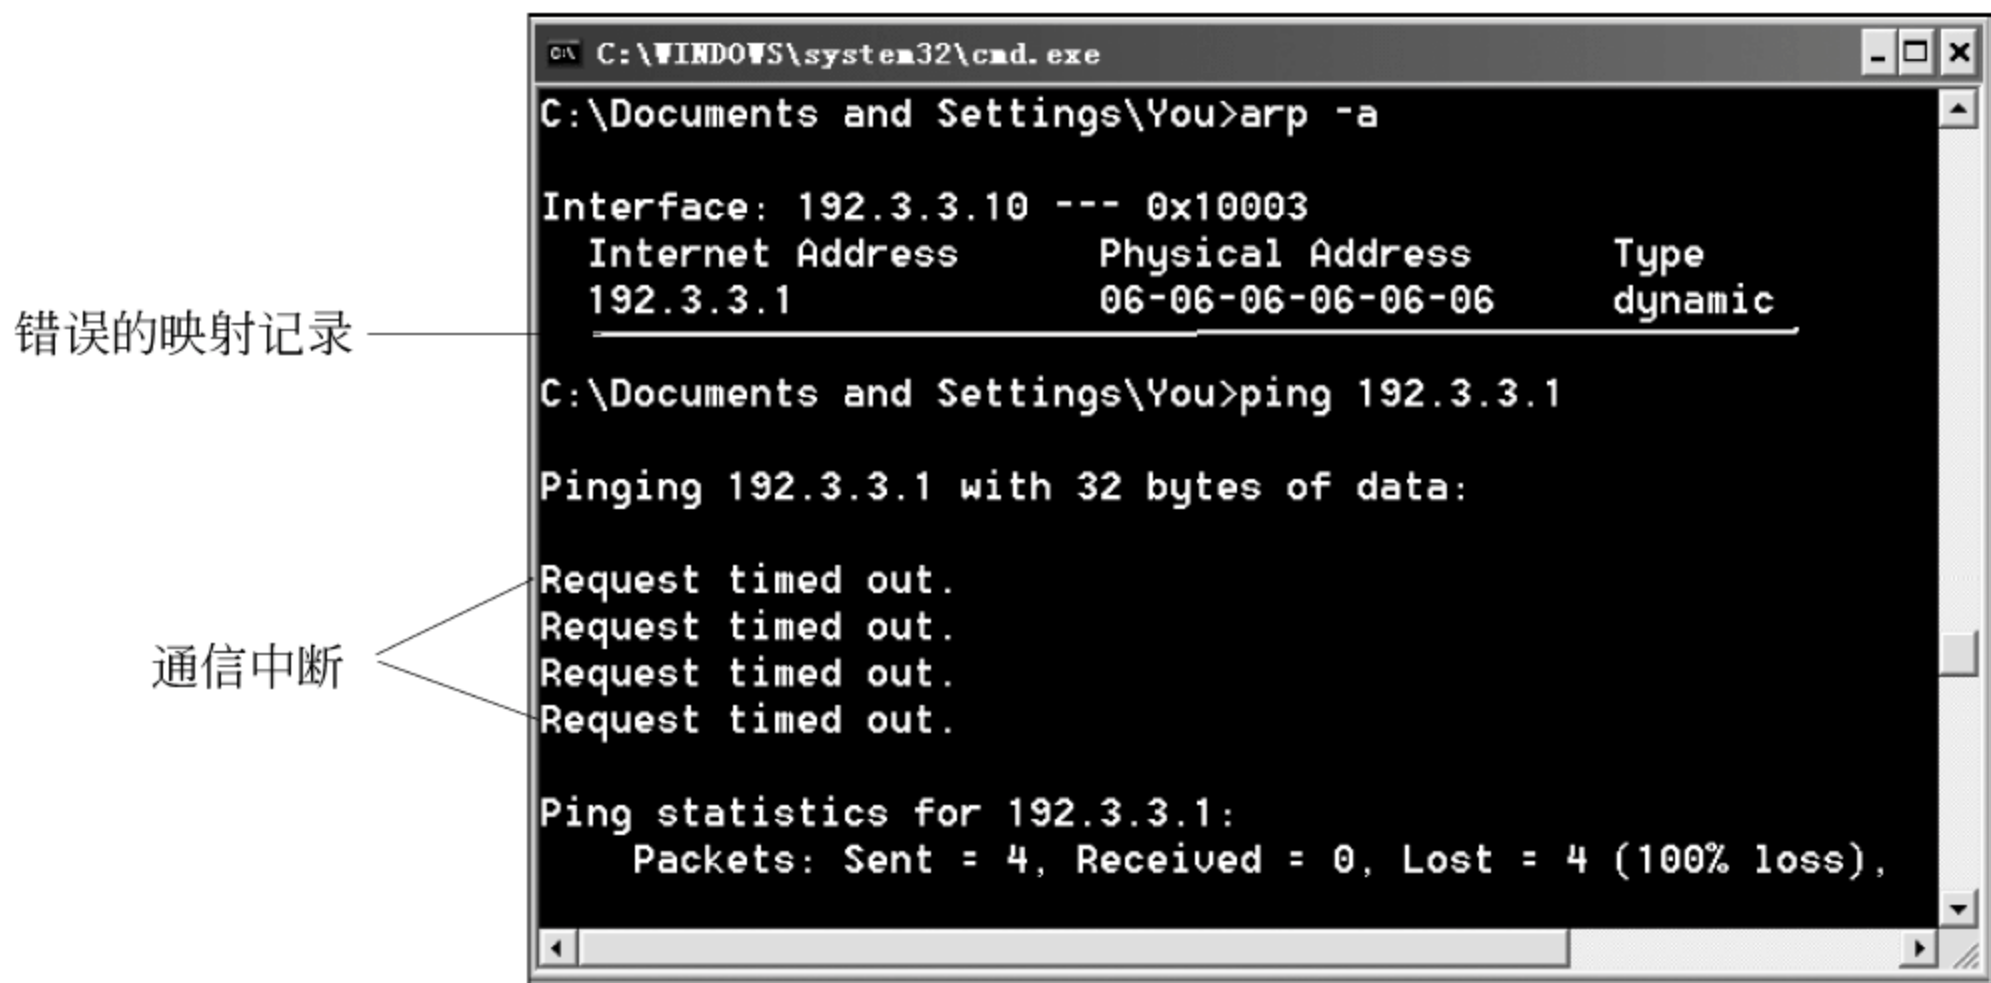 C:\WINDOWS\system32\cmd.exe
C:\Documents and Settings\You>arp -a
Interface: 192.3.3.10 --- 0x10003
Internet Address Physical Address Type
192.3.3.1 06-06-06-06-06-06 dynamic
错误的映射记录
C:\Documents and Settings\You>ping 192.3.3.1
Pinging 192.3.3.1 with 32 bytes of data:
Request timed out.
Request timed out.
通信中断
Request timed out.
Request timed out.
Ping statistics for 192.3.3.1:
Packets: Sent = 4, Received = 0, Lost = 4 (100% loss),